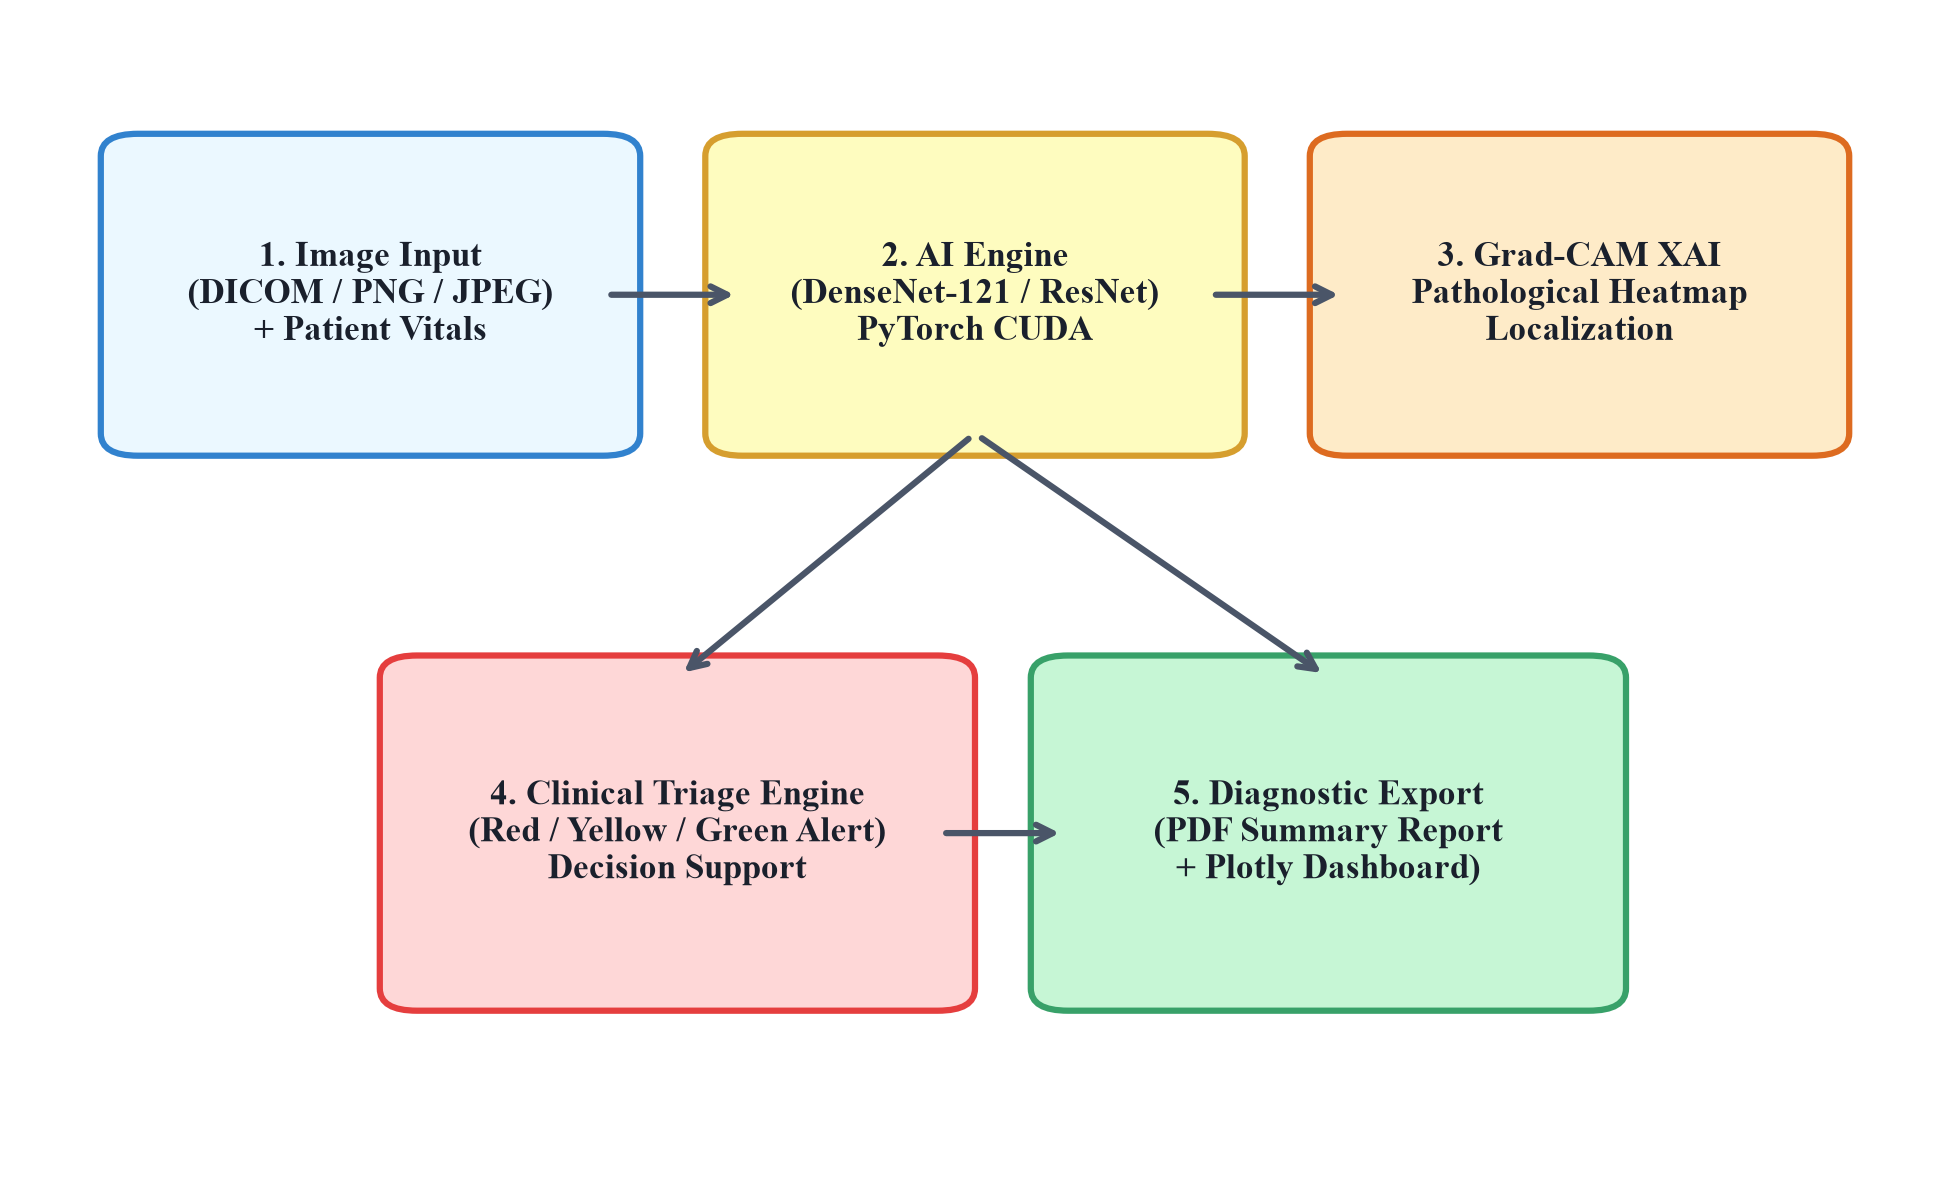 1. Image Input
(DICOM / PNG / JPEG)
+ Patient Vitals
2. AI Engine
(DenseNet-121 / ResNet)
PyTorch CUDA
3. Grad-CAM XAI
Pathological Heatmap
Localization
4. Clinical Triage Engine
(Red / Yellow / Green Alert)
Decision Support
5. Diagnostic Export
(PDF Summary Report
+ Plotly Dashboard)